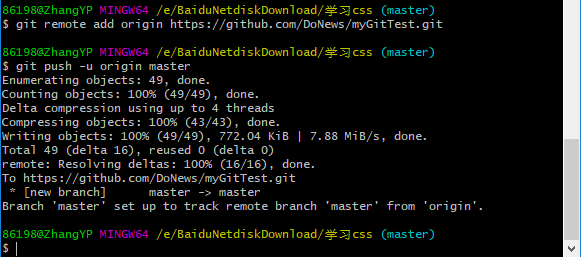 86198@ZhangYP MINGW64 /e/BaiduNetdiskDownload/学习css (master)
$ git remote add origin https://github.com/DoNews/myGitTest.git
86198@ZhangYP MINGW64 /e/BaiduNetdiskDownload/学习css (master)
$ git push -u origin master
Enumerating objects: 49, done.
Counting objects: 100% (49/49), done.
Delta compression using up to 4 threads
Compressing objects: 100% (43/43), done.
Writing objects: 100% (49/49), 772.04 KiB | 7.88 MiB/s, done.
Total 49 (delta 16), reused 0 (delta 0)
remote: Resolving deltas: 100% (16/16), done.
To https://github.com/DoNews/myGitTest.git
 * [new branch]      master -> master
Branch 'master' set up to track remote branch 'master' from 'origin'.
86198@ZhangYP MINGW64 /e/BaiduNetdiskDownload/学习css (master)
$